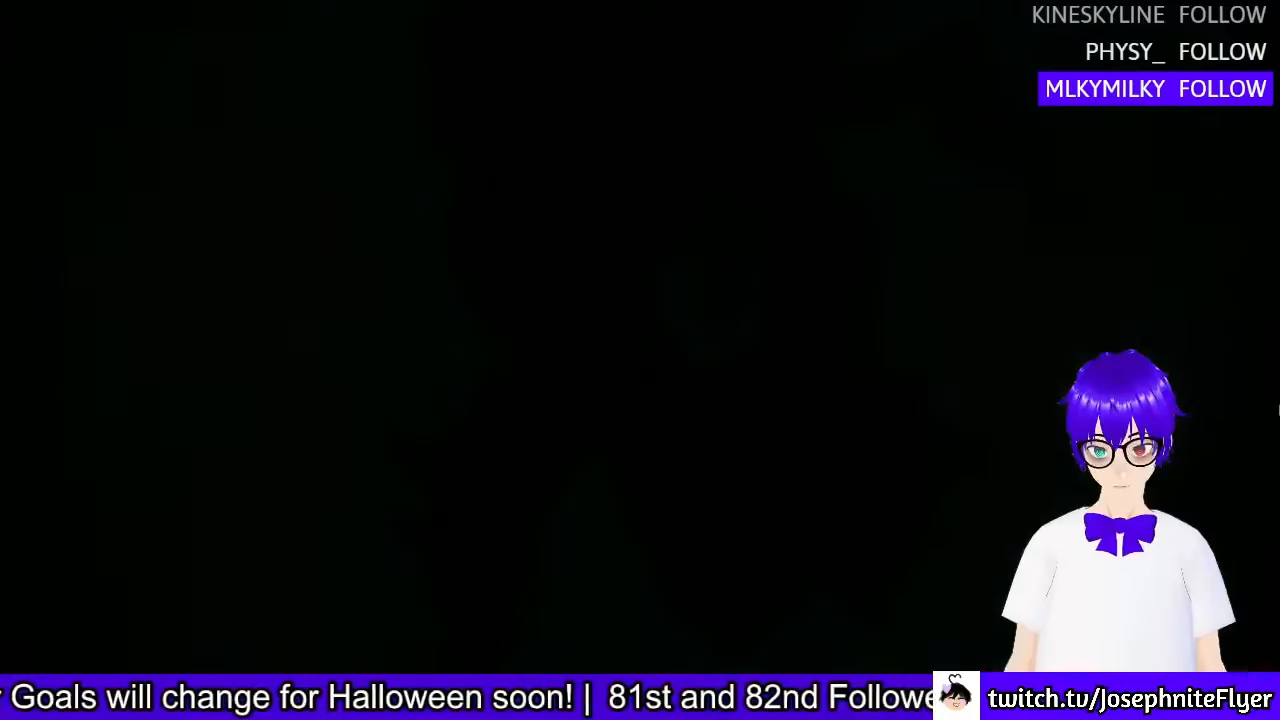 KINESKYLINE FOLLOW
PHYSY_ FOLLOW
MLKYMILKY FOLLOW
Goals will change for Halloween soon! | 81st and 82nd Followe
twitch.tv/JosephniteFlyer